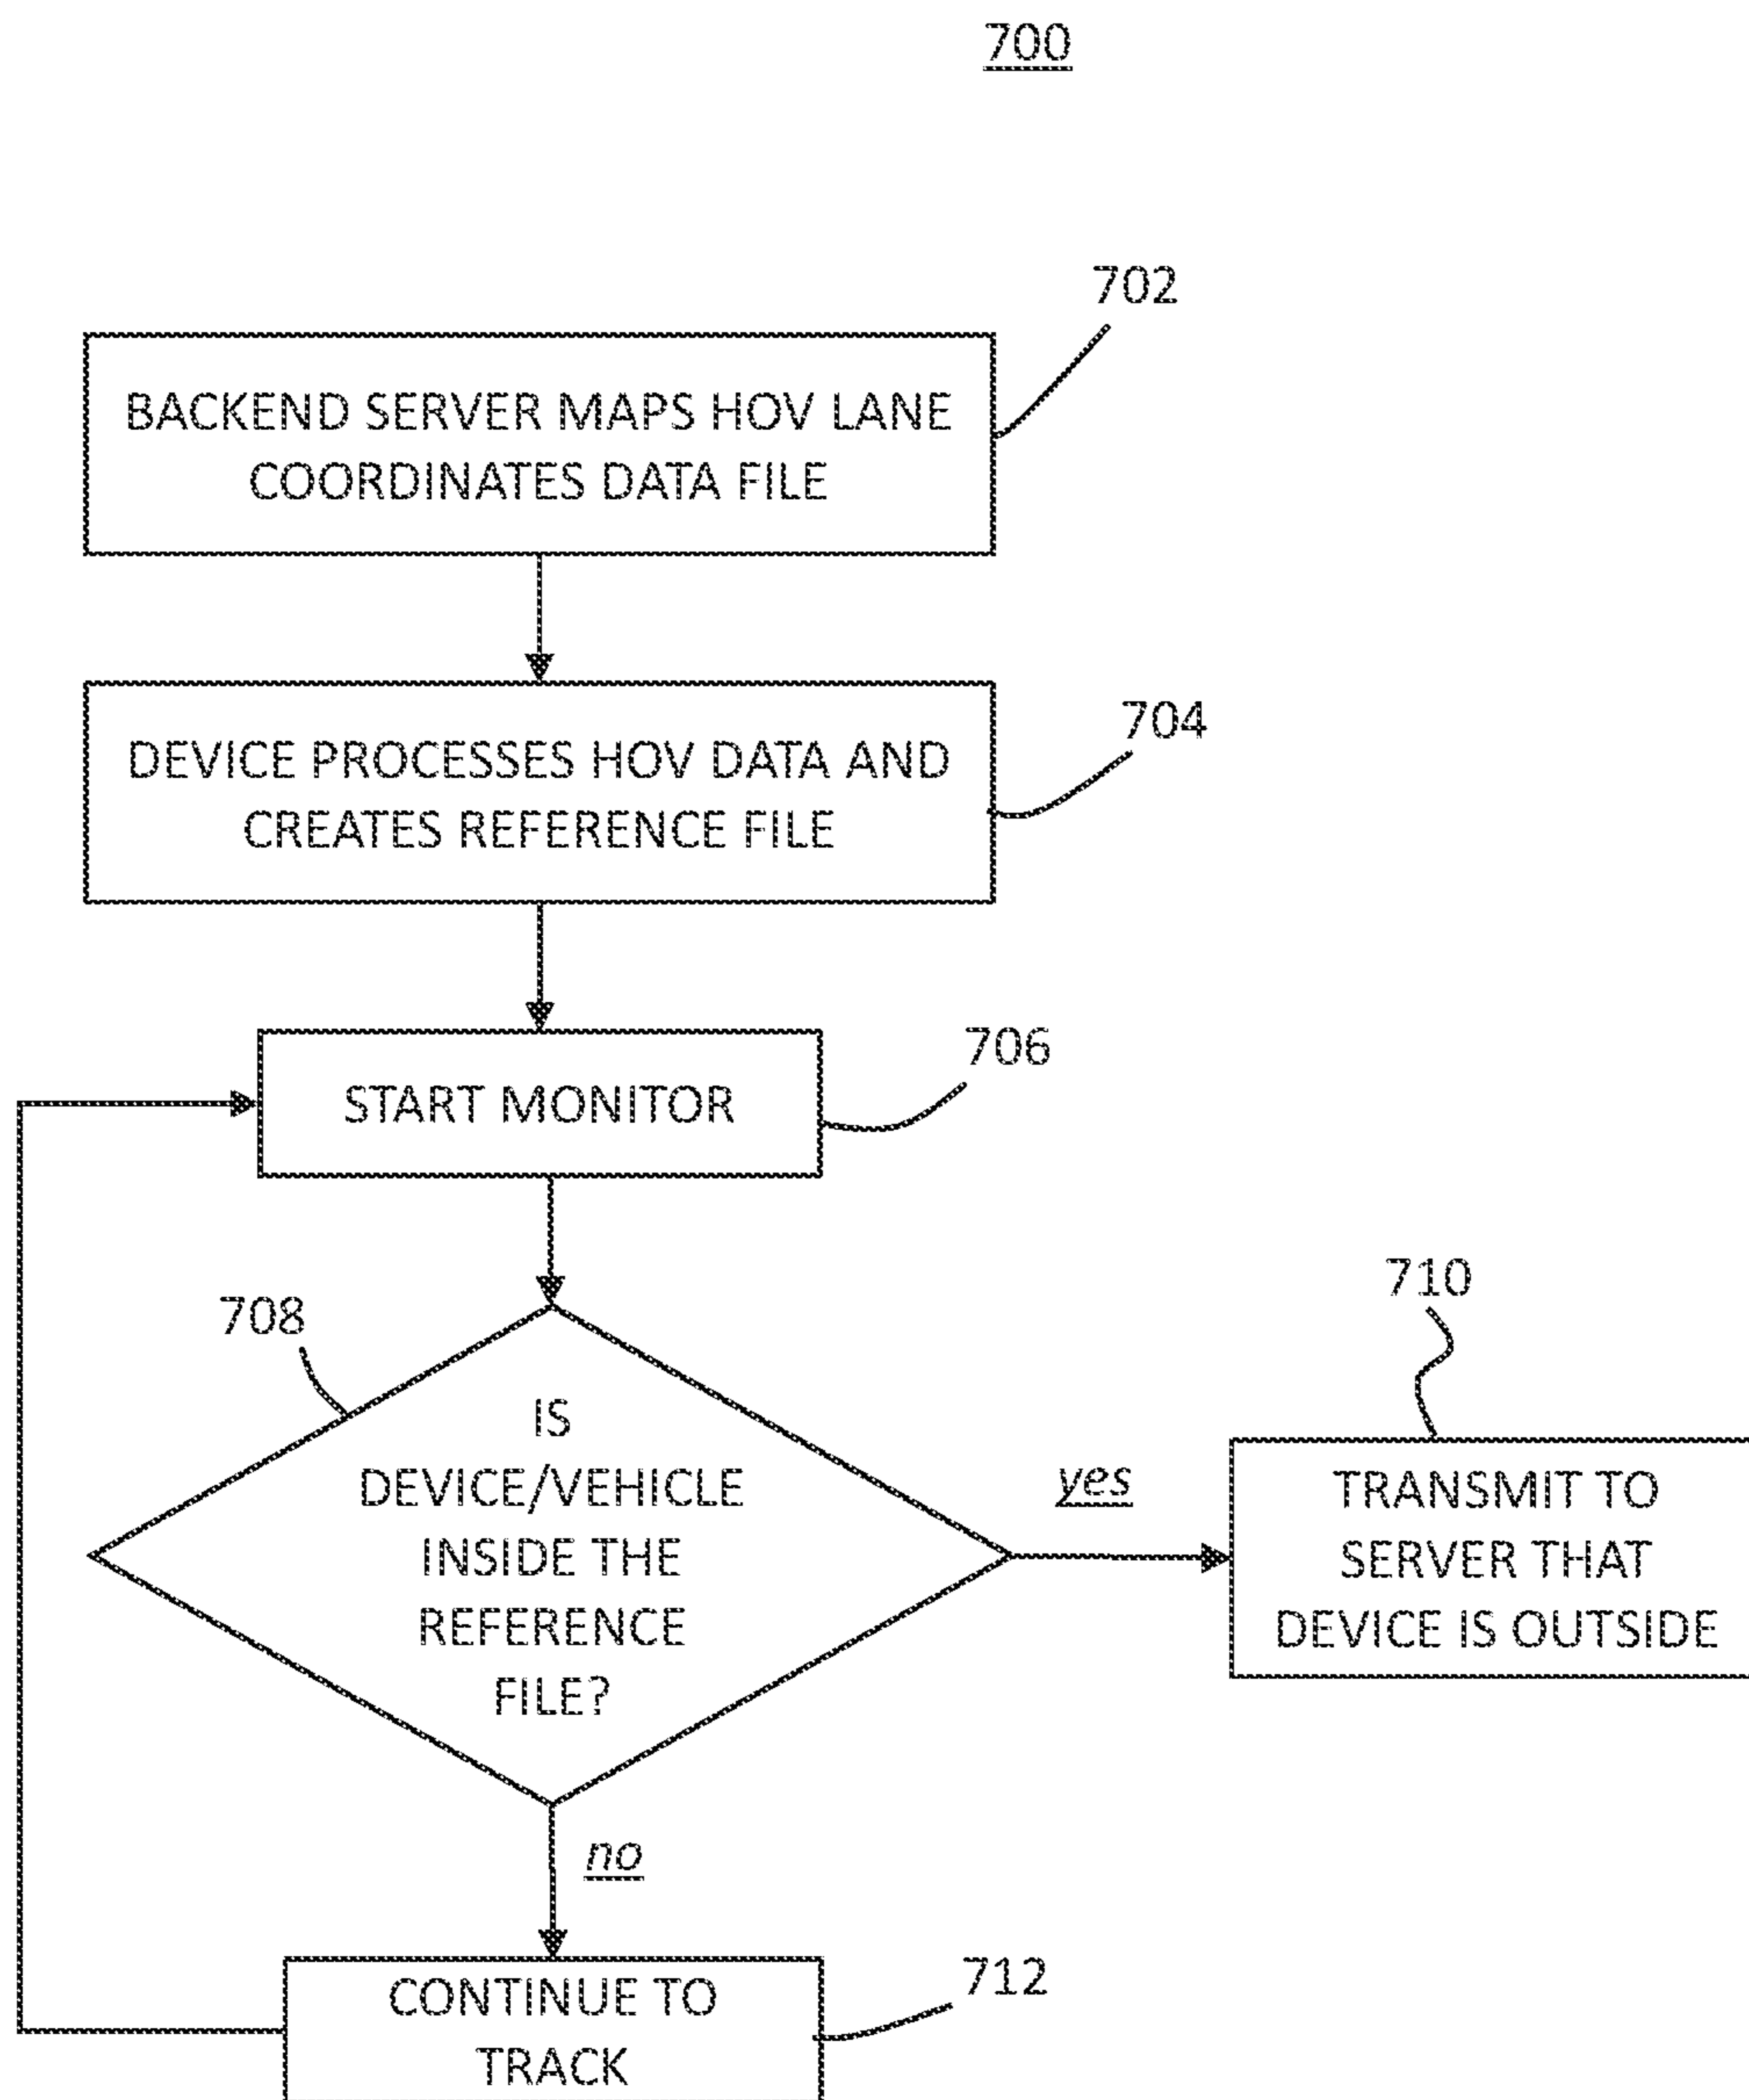 700
702
BACKEND SERVER MAPS HOV LANE
COORDINATES DATA FILE
704
DEVICE PROCESSES HOV DATA AND
CREATES REFERENCE FILE
706
START MONITOR
708
IS
DEVICE/VEHICLE
INSIDE THE
REFERENCE
FILE?
yes
710
TRANSMIT TO
SERVER THAT
DEVICE IS OUTSIDE
no
712
CONTINUE TO
TRACK